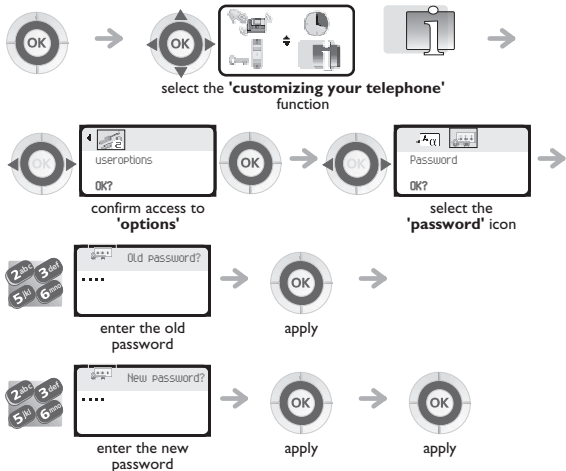 OK
OK
select the 'customizing your telephone'
function
OK
useroptions
OK?
OK
OK
Password
OK?
confirm access to
'options'
select the
'password' icon
2abc 3def
5jkl 6mno
Old password?
....
OK
enter the old
password
apply
2abc 3def
5jkl 6mno
New password?
....
OK
OK
enter the new
password
apply
apply